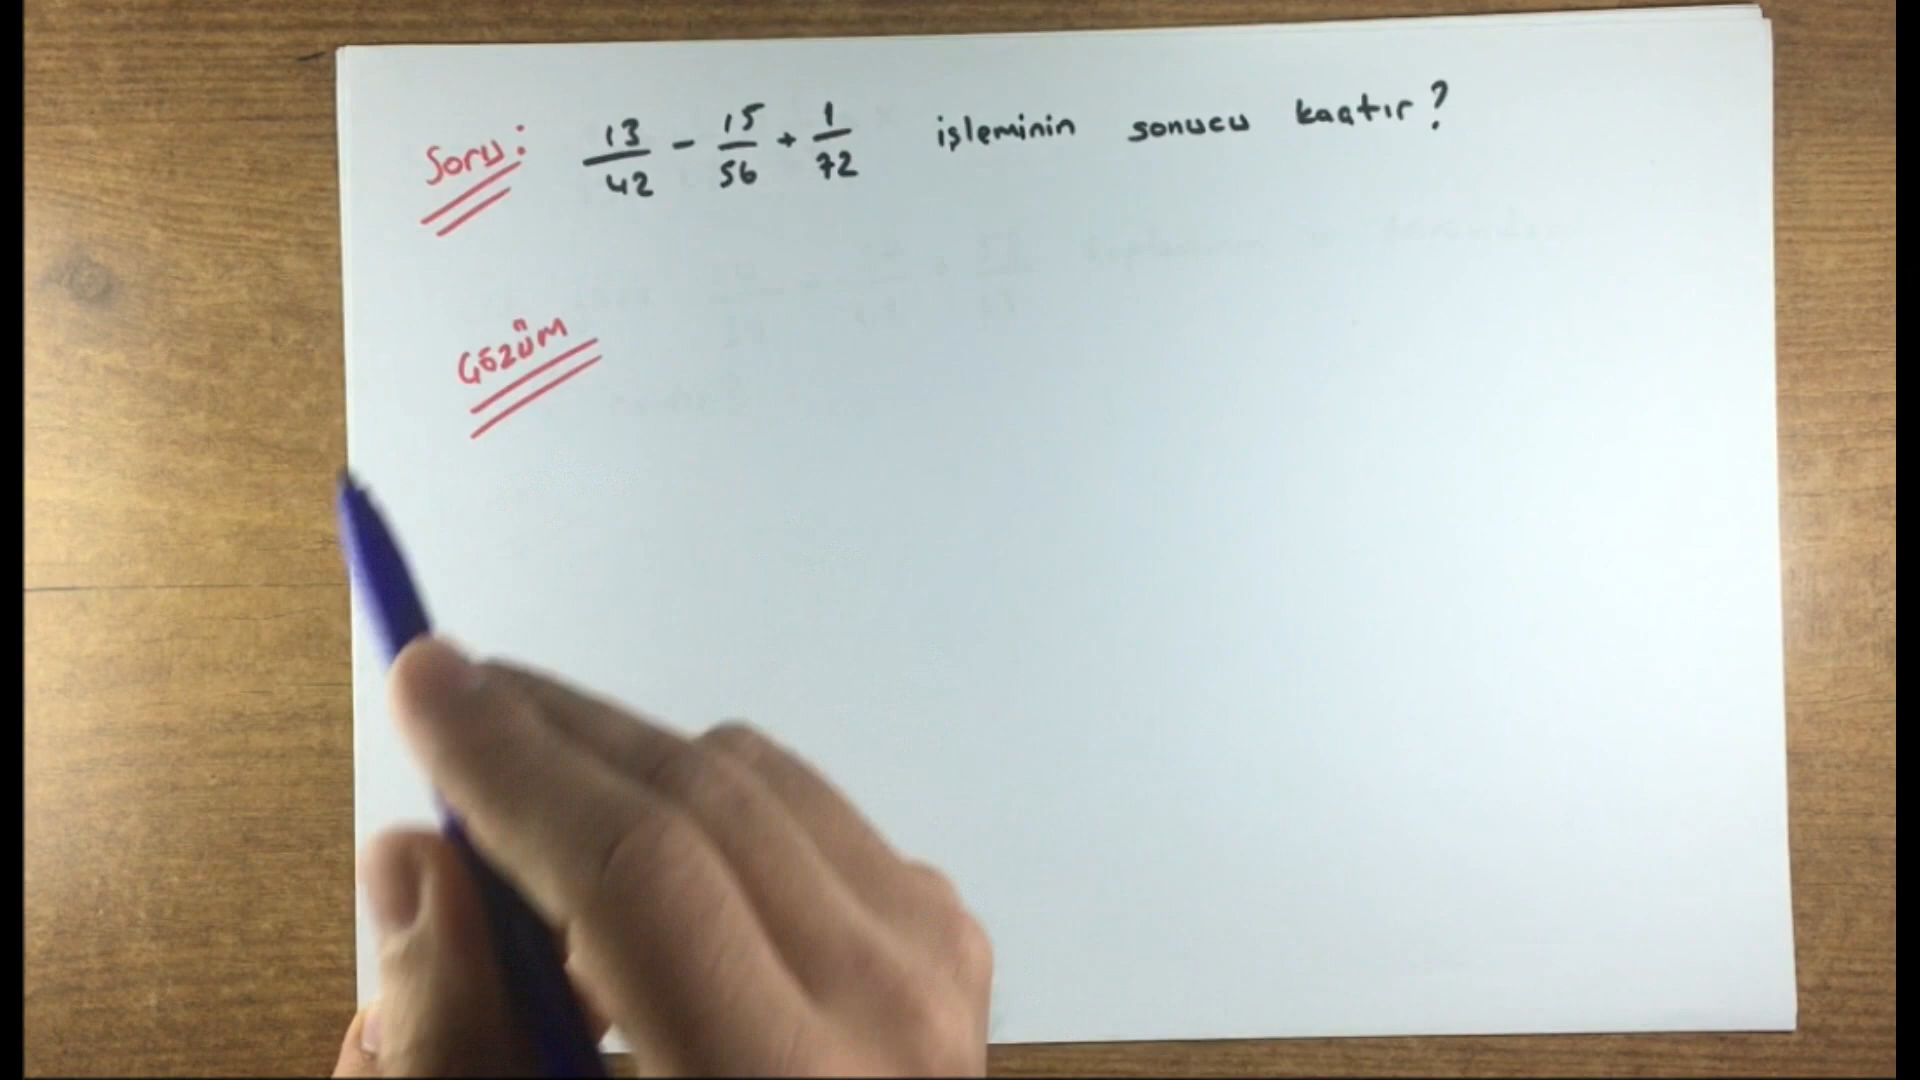 Soru: 13/42 - 15/56 + 1/72 işleminin sonucu kaçtır?
Çözüm